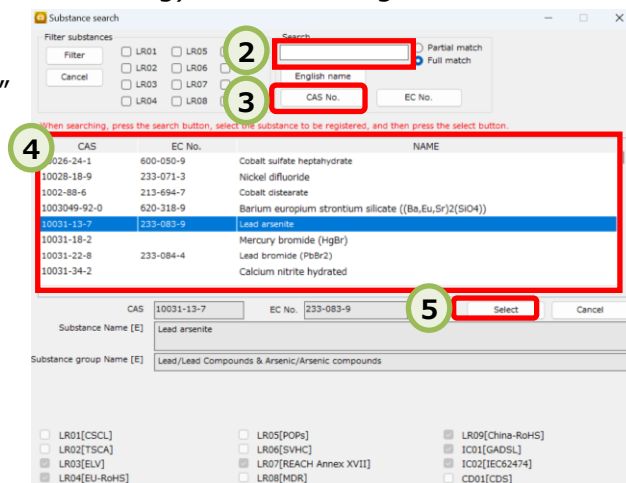 Substance search
Filter substances
Search
Filter
LR01 LR05
2
Partial match
Full match
Cancel
LR02 LR06
English name
”
LR03 LR07
3
CAS No.
EC No.
LR04 LR08
When searching, press the search button, select the substance to be registered, and then press the select button.
4
CAS EC No. NAME
10026-24-1 600-050-9 Cobalt sulfate heptahydrate
10028-18-9 233-071-3 Nickel difluoride
1002-88-6 213-694-7 Cobalt distearate
1003049-92-0 620-318-9 Barium europium strontium silicate ((Ba,Eu,Sr)2(SiO4))
10031-13-7 233-083-9 Lead arsenite
10031-18-2 Mercury bromide (HgBr)
10031-22-8 233-084-4 Lead bromide (PbBr2)
10031-34-2 Calcium nitrite hydrated
CAS 10031-13-7 EC No. 233-083-9 5 Select Cancel
Substance Name [E] Lead arsenite
Substance group Name [E] Lead/Lead Compounds & Arsenic/Arsenic compounds
LR01[CSCL] LR05[POPs] LR09[China-RoHS]
LR02[TSCA] LR06[SVHC] IC01[GADSL]
LR03[ELV] LR07[REACH Annex XVII] IC02[IEC62474]
LR04[EU-RoHS] LR08[MDR] CD01[CDS]